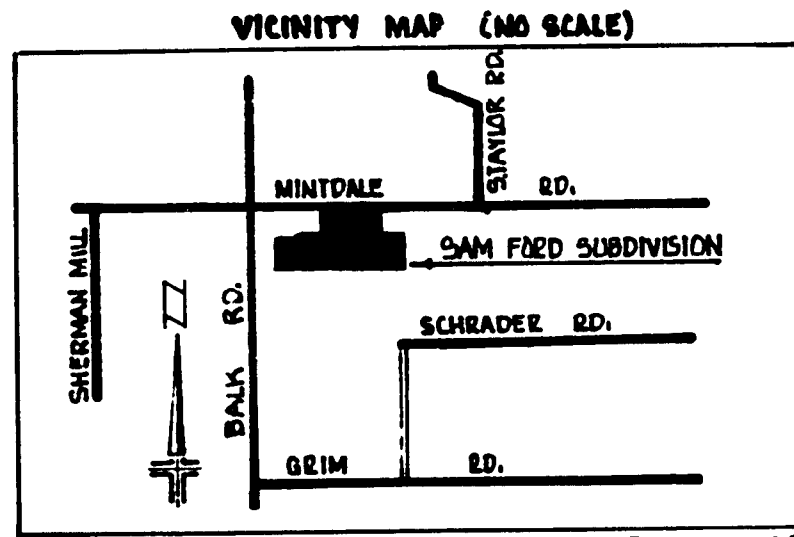 VICINITY MAP (NO SCALE)
S.TAYLOR RD.
MINTDALE RD.
SAM FORD SUBDIVISION
SHERMAN MILL
N
BALK RD.
SCHRADER RD.
GRIM RD.